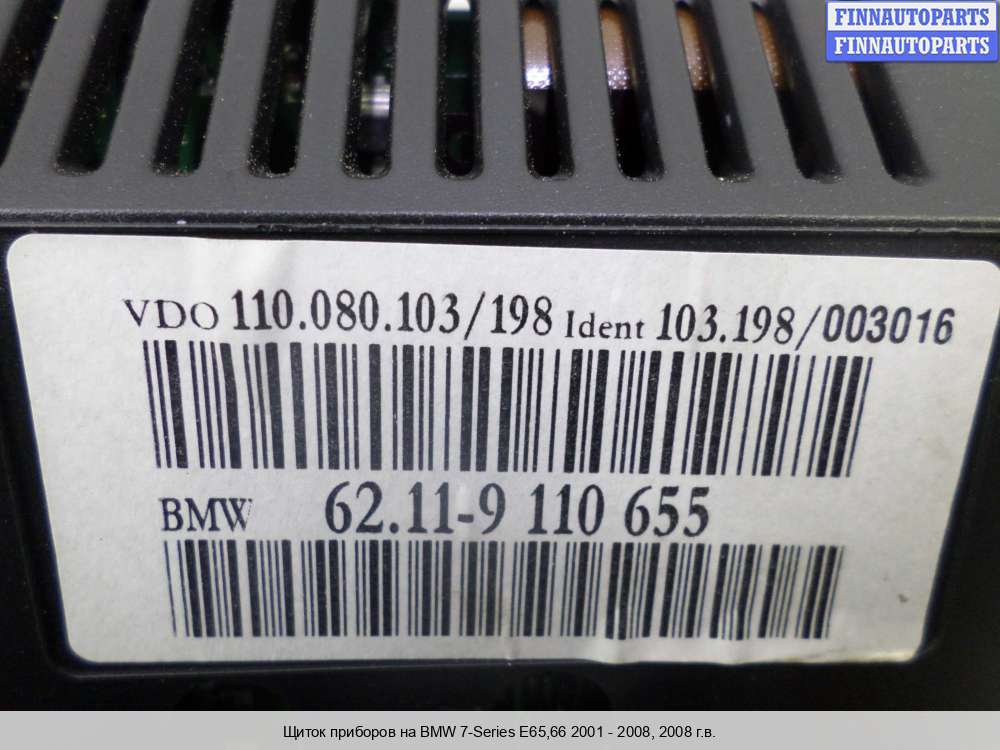 FINNAUTOPARTS
FINNAUTOPARTS
VDO 110.080.103/198 Ident 103.198/003016
BMW 62.11-9 110 655
Щиток приборов на BMW 7-Series E65,66 2001 - 2008, 2008 г.в.